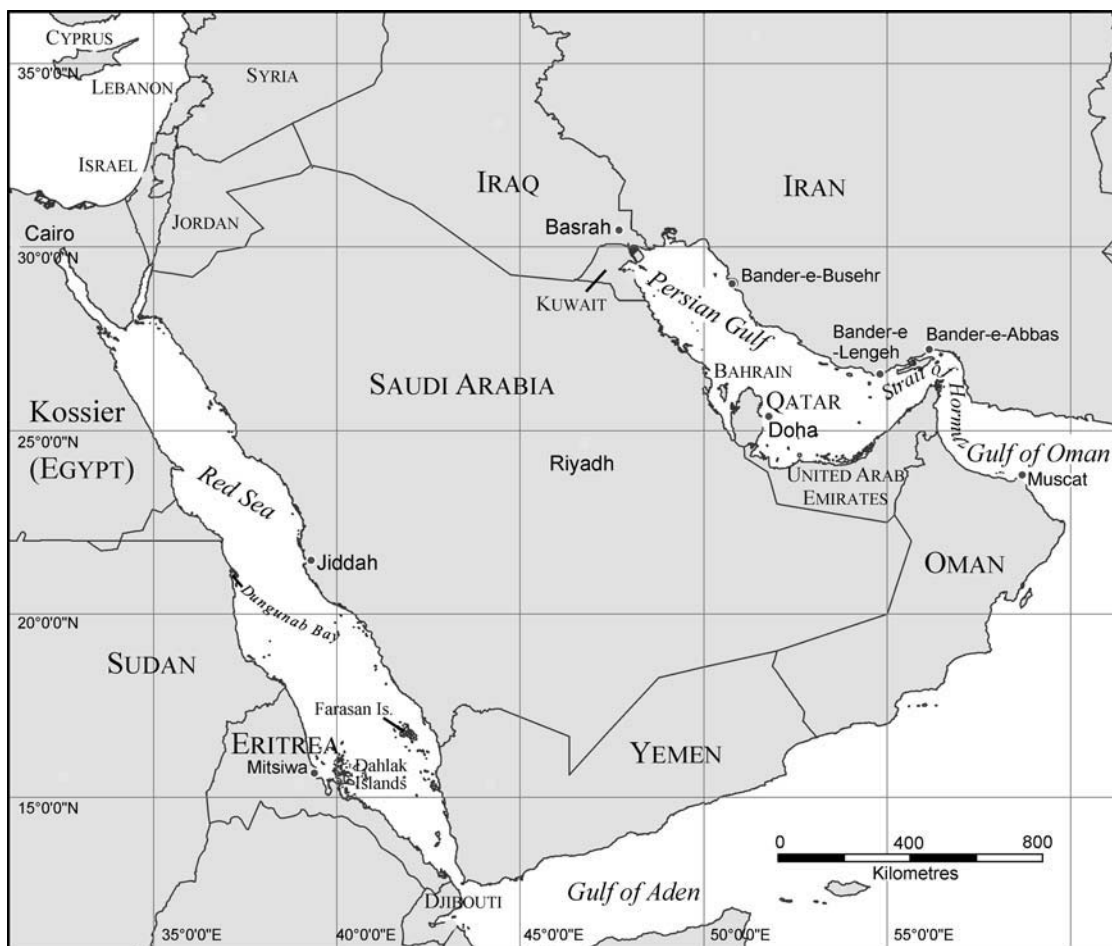 CYPRUS
35°0'0"N
SYRIA
LEBANON
ISRAEL
IRAQ
IRAN
JORDAN
Cairo
Basrah
30°0'0"N
Bander-e-Busehr
KUWAIT
Persian Gulf
Bander-e
-Lengeh
Bander-e-Abbas
BAHRAIN
Strait of Hormuz
SAUDI ARABIA
QATAR
Kossier
Doha
25°0'0"N
(EGYPT)
Riyadh
Gulf of Oman
Red Sea
UNITED ARAB
EMIRATES
Muscat
Jiddah
OMAN
Dungunab Bay
20°0'0"N
SUDAN
Farasan Is.
ERITREA
YEMEN
Mitsiwa
Dahlak
Islands
15°0'0"N
0 400 800
Kilometres
Gulf of Aden
DJIBOUTI
35°0'0"E 40°0'0"E 45°0'0"E 50°0'0"E 55°0'0"E